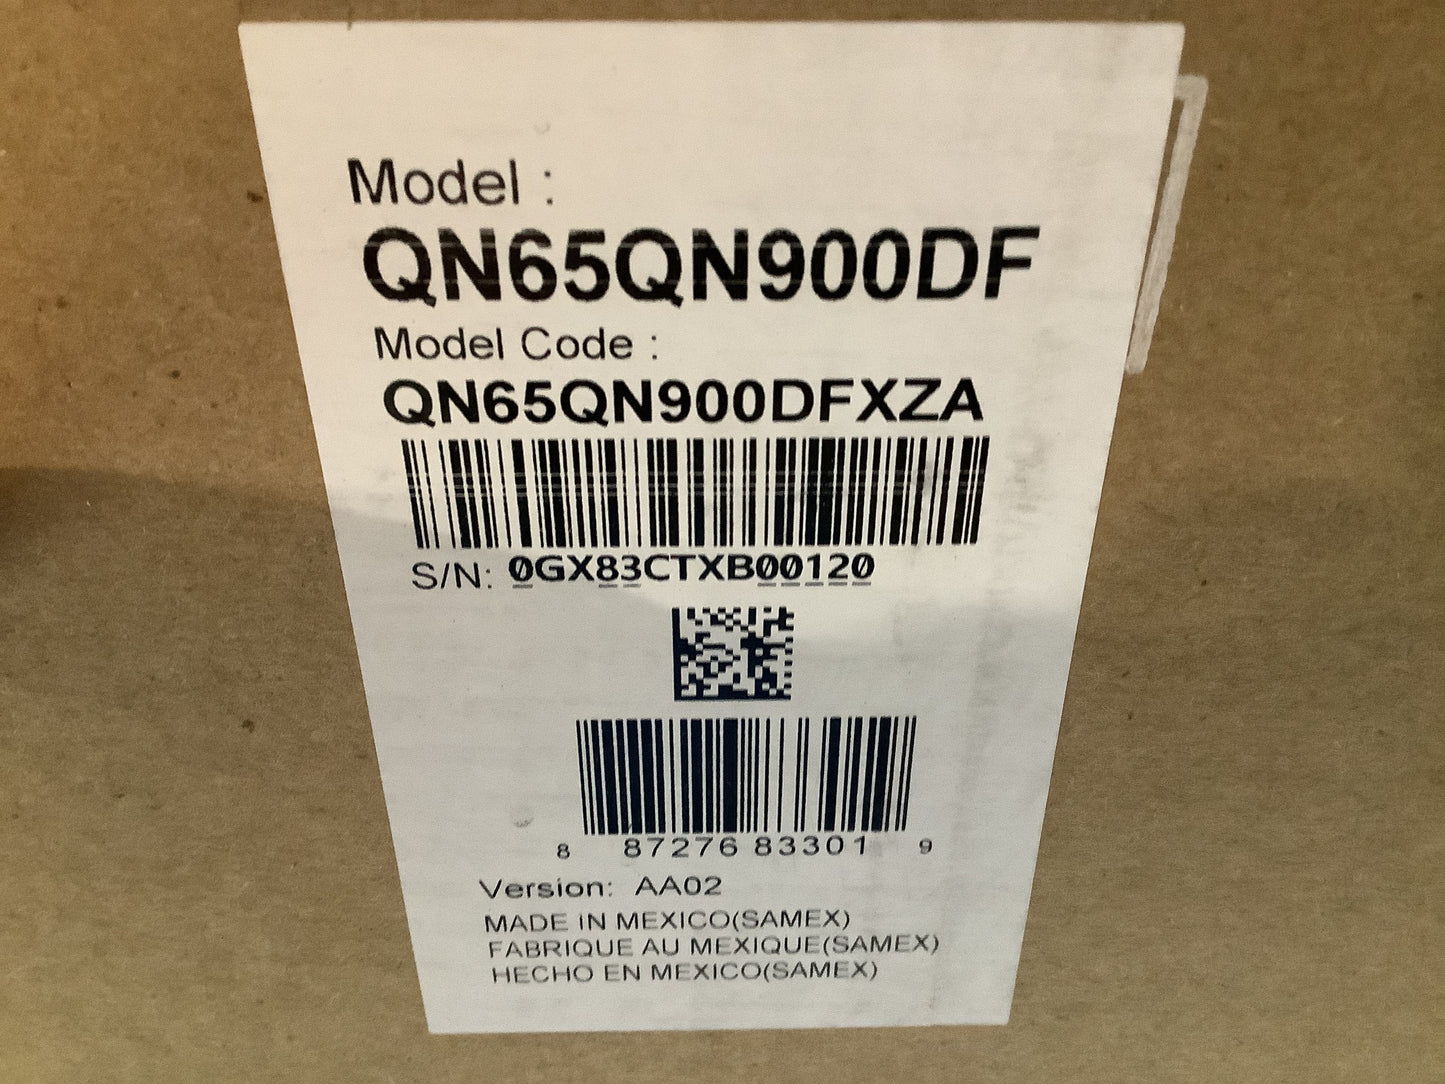 Model :
QN65QN900DF
Model Code :
QN65QN900DFXZA
S/N: 0GX83CTXB00120
8 87276 83301 9
Version: AA02
MADE IN MEXICO(SAMEX)
FABRIQUE AU MEXIQUE(SAMEX)
HECHO EN MEXICO(SAMEX)